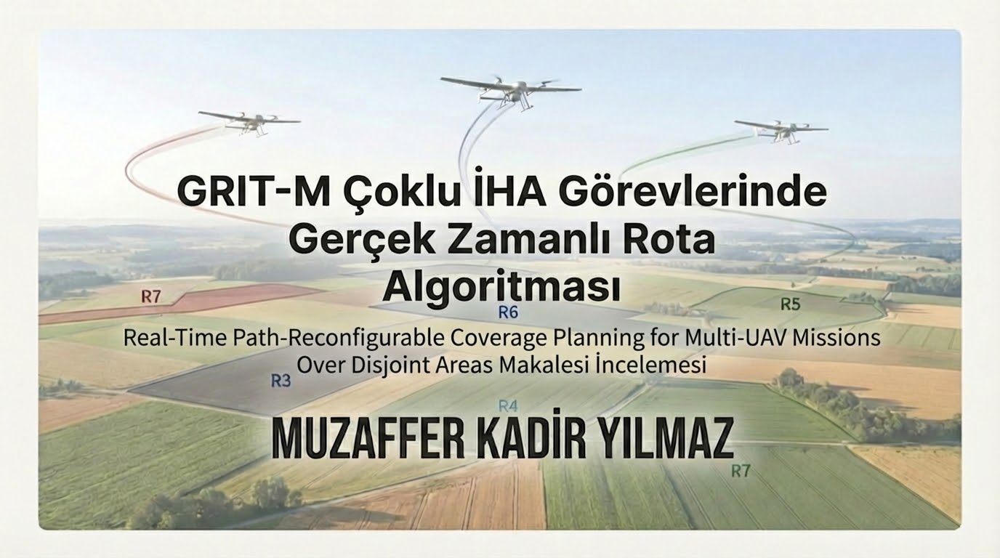 GRIT-M Çoklu İHA Görevlerinde
Gerçek Zamanlı Rota
Algoritması
R7
R6
R5
Real-Time Path-Reconfigurable Coverage Planning for Multi-UAV Missions
Over Disjoint Areas Makalesi İncelemesi
R3
R4
MUZAFFER KADİR YILMAZ
R7